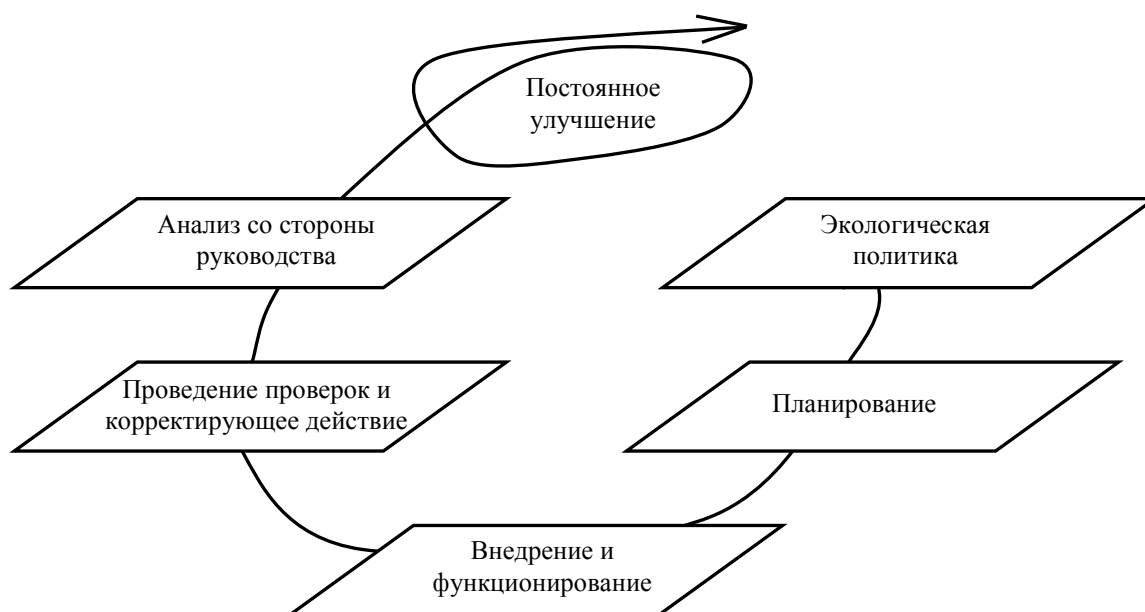 Постоянное
улучшение
Анализ со стороны
руководства
Экологическая
политика
Проведение проверок и
корректирующее действие
Планирование
Внедрение и
функционирование